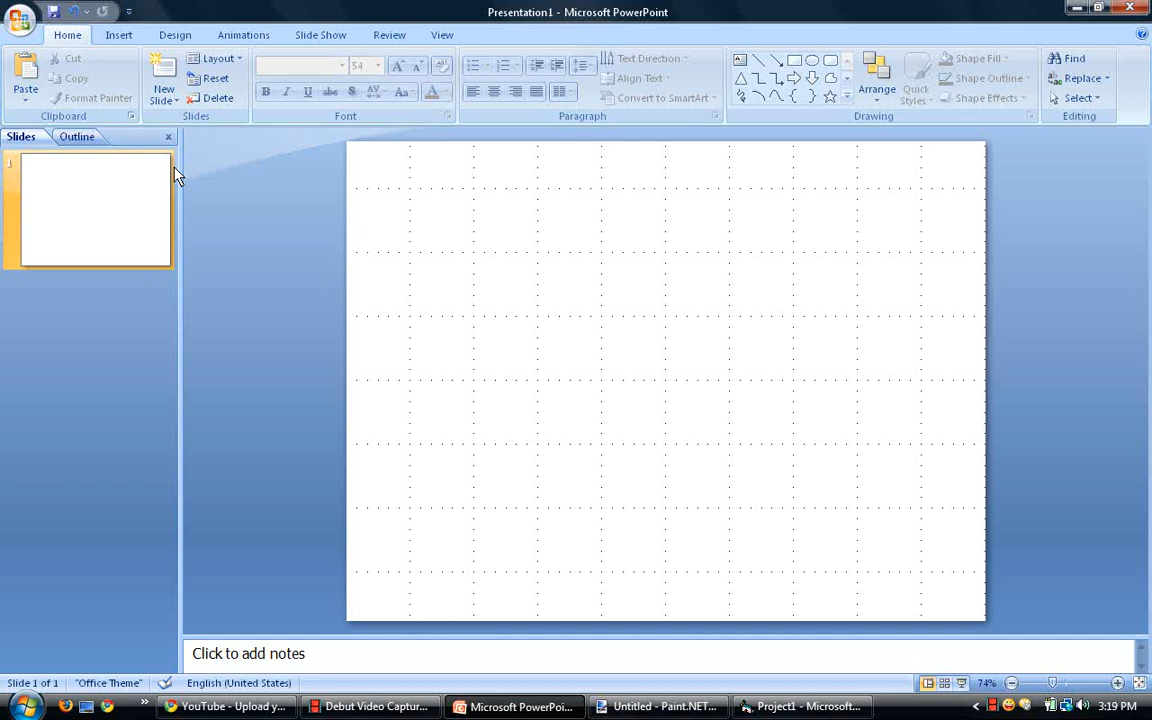 Presentation1 - Microsoft PowerPoint
Home Insert Design Animations Slide Show Review View
Paste Cut Copy Format Painter
Clipboard
New Slide Layout Reset Delete
Slides
54
B I U abc S AV Aa A
Font
Text Direction Align Text Convert to SmartArt
Paragraph
Arrange Quick Styles Shape Fill Shape Outline Shape Effects
Drawing
Find Replace Select
Editing
Slides Outline x
1
Click to add notes
Slide 1 of 1 "Office Theme" English (United States) 74%
YouTube - Upload y... Debut Video Captur... Microsoft PowerPoi... Untitled - Paint.NET... Project1 - Microsoft... 3:19 PM